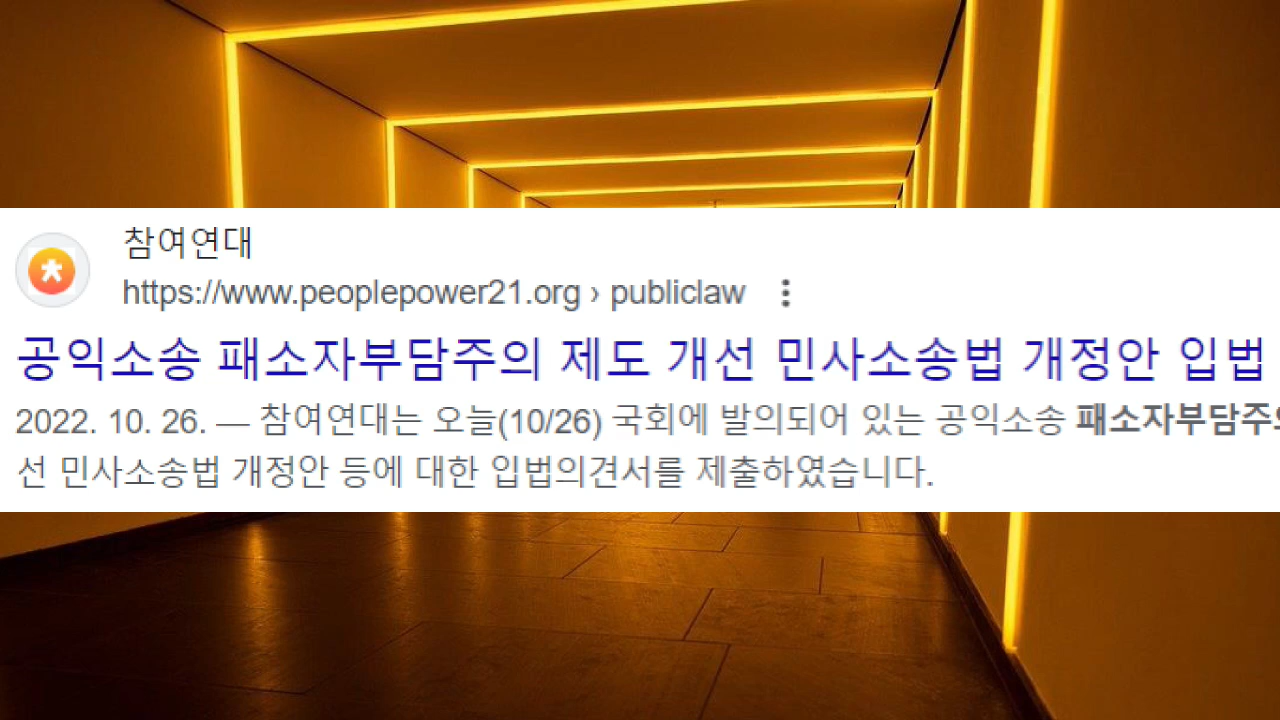 참여연대
https://www.peoplepower21.org › publiclaw
공익소송 패소자부담주의 제도 개선 민사소송법 개정안 입법
2022. 10. 26. — 참여연대는 오늘(10/26) 국회에 발의되어 있는 공익소송 패소자부담주
선 민사소송법 개정안 등에 대한 입법의견서를 제출하였습니다.